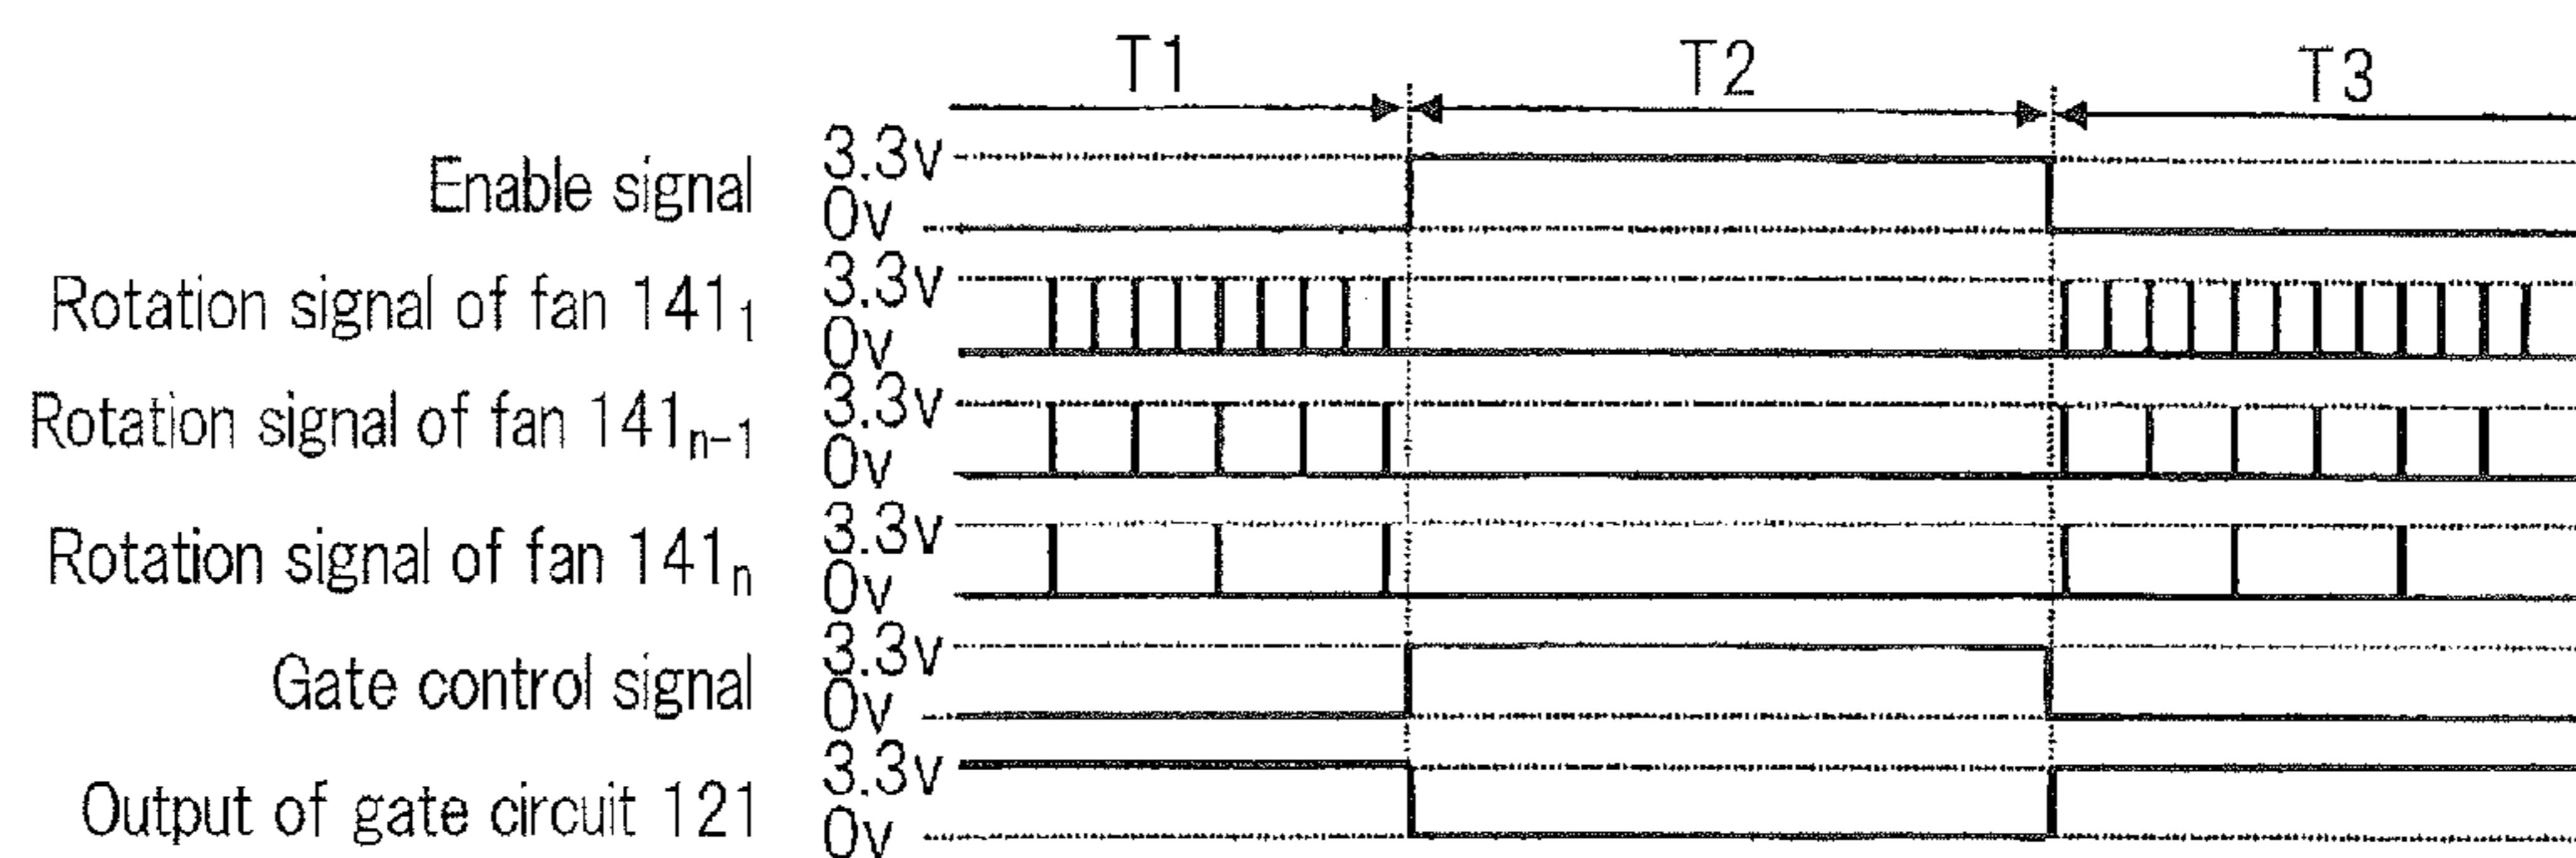 T1 T2 T3
Enable signal 3.3v
0v
Rotation signal of fan 141₁ 3.3v
0v
Rotation signal of fan 141ₙ₋₁ 3.3v
0v
Rotation signal of fan 141ₙ 3.3v
0v
Gate control signal 3.3v
0v
Output of gate circuit 121 3.3v
0v